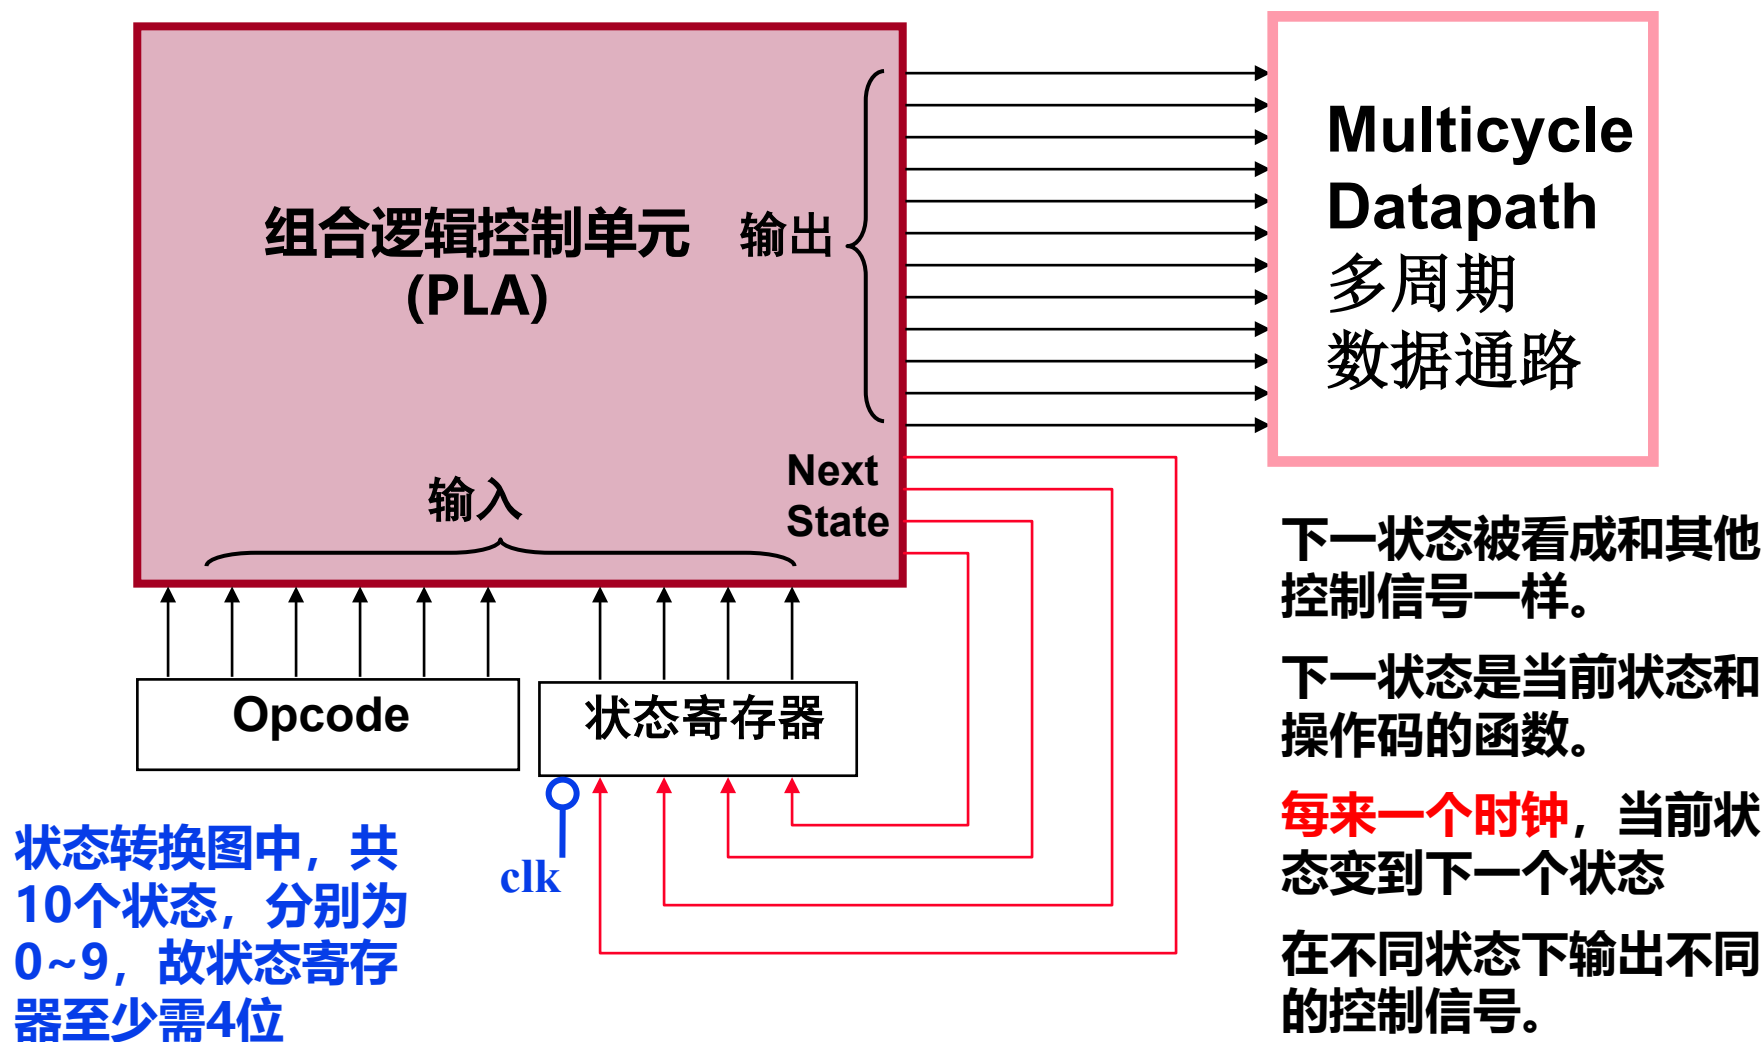 组合逻辑控制单元
(PLA)
输出
输入
Next
State
Multicycle
Datapath
多周期
数据通路
Opcode
状态寄存器
clk
状态转换图中，共
10个状态，分别为
0~9，故状态寄存
器至少需4位
下一状态被看成和其他
控制信号一样。
下一状态是当前状态和
操作码的函数。
每来一个时钟，当前状
态变到下一个状态
在不同状态下输出不同
的控制信号。